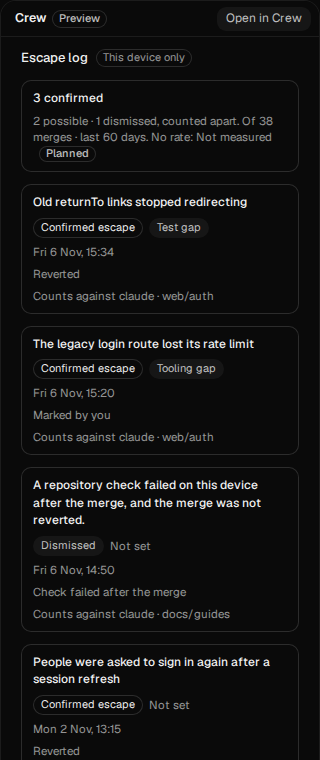 Crew Preview Open in Crew
Escape log This device only
3 confirmed
2 possible · 1 dismissed, counted apart. Of 38
merges · last 60 days. No rate: Not measured
Planned
Old returnTo links stopped redirecting
Confirmed escape Test gap
Fri 6 Nov, 15:34
Reverted
Counts against claude · web/auth
The legacy login route lost its rate limit
Confirmed escape Tooling gap
Fri 6 Nov, 15:20
Marked by you
Counts against claude · web/auth
A repository check failed on this device
after the merge, and the merge was not
reverted.
Dismissed Not set
Fri 6 Nov, 14:50
Check failed after the merge
Counts against claude · docs/guides
People were asked to sign in again after a
session refresh
Confirmed escape Not set
Mon 2 Nov, 13:15
Reverted